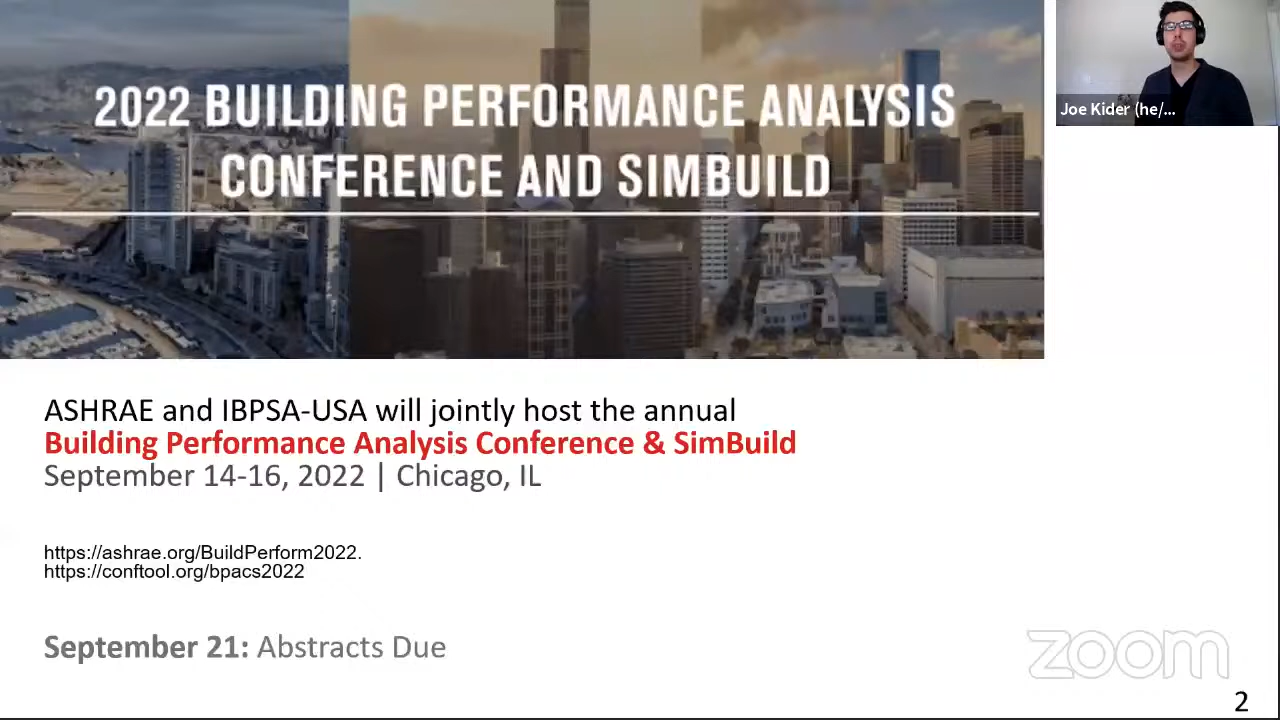 2022 BUILDING PERFORMANCE ANALYSIS
CONFERENCE AND SIMBUILD
Joe Kider (he/...
ASHRAE and IBPSA-USA will jointly host the annual
Building Performance Analysis Conference & SimBuild
September 14-16, 2022 | Chicago, IL
https://ashrae.org/BuildPerform2022.
https://conftool.org/bpacs2022
September 21: Abstracts Due
zoom
2